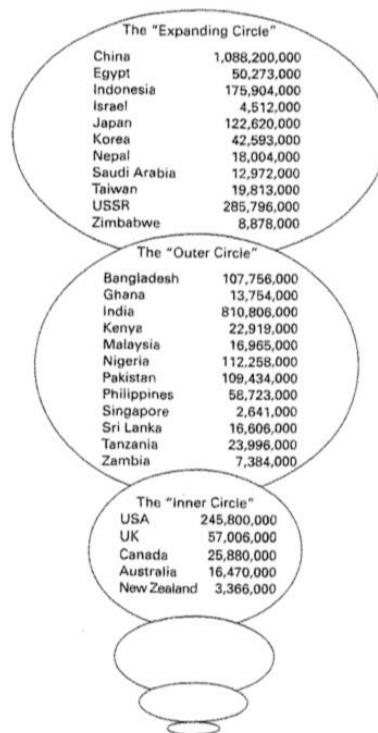 The "Expanding Circle"
China 1,088,200,000
Egypt 50,273,000
Indonesia 175,904,000
Israel 4,512,000
Japan 122,620,000
Korea 42,593,000
Nepal 18,004,000
Saudi Arabia 12,972,000
Taiwan 19,813,000
USSR 285,796,000
Zimbabwe 8,878,000
The "Outer Circle"
Bangladesh 107,756,000
Ghana 13,754,000
India 810,806,000
Kenya 22,919,000
Malaysia 16,965,000
Nigeria 112,258,000
Pakistan 109,434,000
Philippines 58,723,000
Singapore 2,641,000
Sri Lanka 16,606,000
Tanzania 23,996,000
Zambia 7,384,000
The "Inner Circle"
USA 245,800,000
UK 57,006,000
Canada 25,880,000
Australia 16,470,000
New Zealand 3,366,000